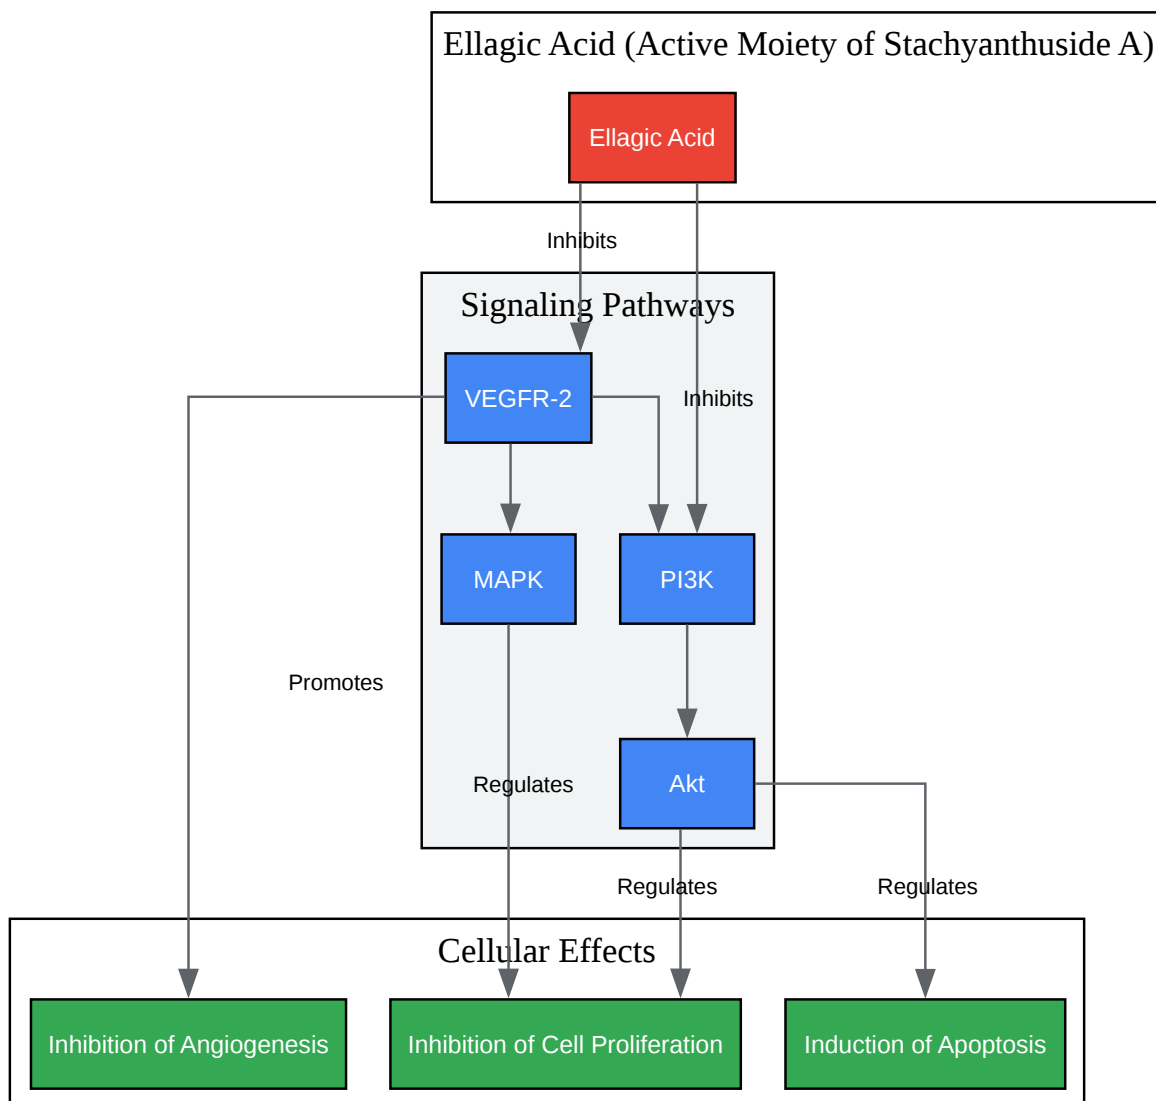 Ellagic Acid (Active Moiety of Stachyanthuside A)
Ellagic Acid
Inhibits
Signaling Pathways
VEGFR-2
Inhibits
MAPK
PI3K
Promotes
Regulates
Akt
Regulates
Regulates
Cellular Effects
Inhibition of Angiogenesis
Inhibition of Cell Proliferation
Induction of Apoptosis